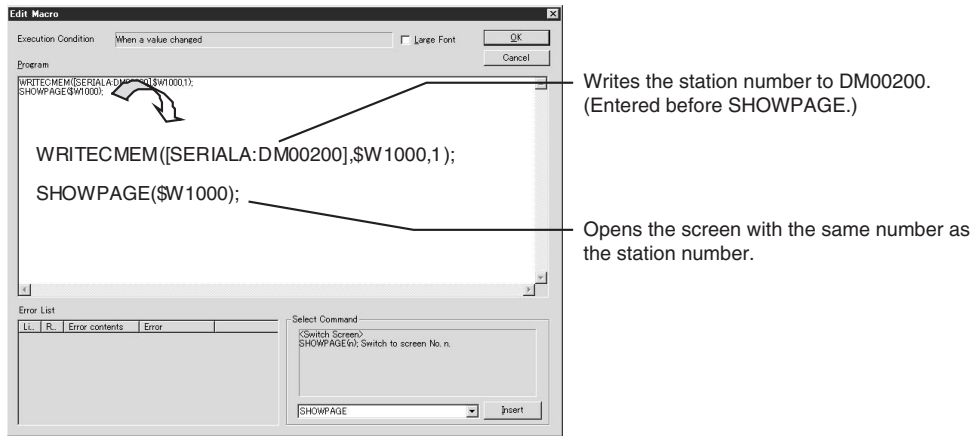 Edit Macro
Execution Condition When a value changed Large Font OK
Cancel
Program
WRITECMEM([SERIALA:DM00200],$W1000,1);
SHOWPAGE($W1000);
WRITECMEM([SERIALA:DM00200],$W1000,1);
SHOWPAGE($W1000);
Writes the station number to DM00200.
(Entered before SHOWPAGE.)
Opens the screen with the same number as
the station number.
Error List
Li.. R.. Error contents Error
Select Command
<Switch Screen>
SHOWPAGE(n); Switch to screen No. n.
SHOWPAGE Insert